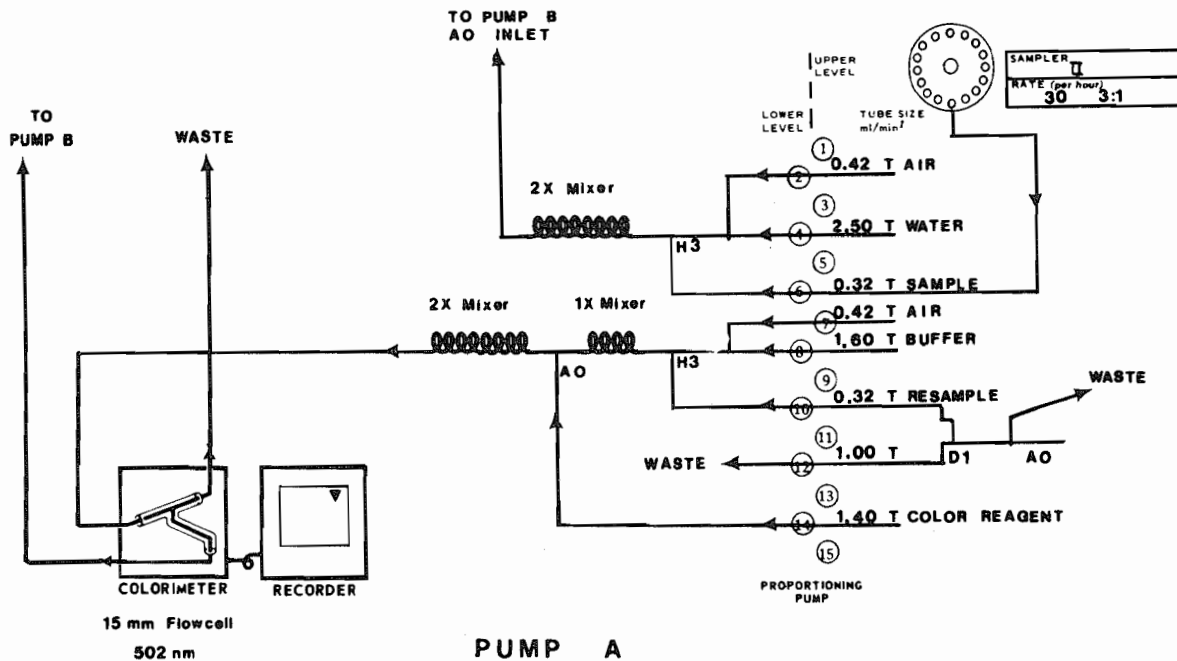 TO PUMP B
AO INLET
UPPER
LEVEL
SAMPLER II
RATE (per hour)
30 3:1
LOWER
LEVEL
TUBE SIZE
ml/min¹
TO
PUMP B
WASTE
1
2X Mixer
2 0.42 T AIR
3
H3
4 2.50 T WATER
5
6 0.32 T SAMPLE
2X Mixer
1X Mixer
7 0.42 T AIR
AO
H3
8 1.60 T BUFFER
9
10 0.32 T RESAMPLE
WASTE
11
WASTE
12 1.00 T
D1
AO
13
14 1.40 T COLOR REAGENT
15
COLORIMETER
RECORDER
PROPORTIONING
PUMP
15 mm Flowcell
502 nm
PUMP A